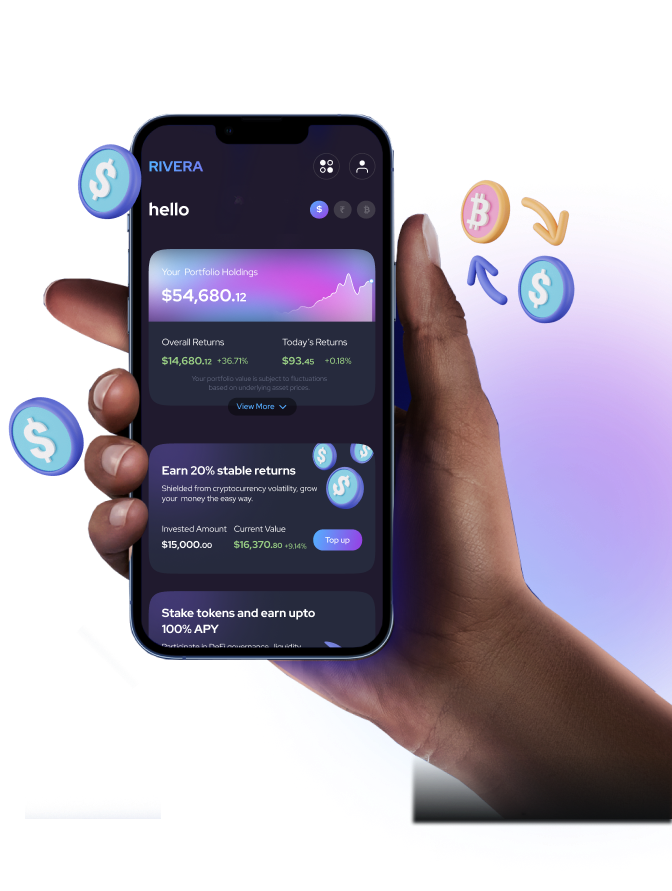 RIVERA
hello
$ ₹ ₿
Your Portfolio Holdings
$54,680.12
Overall Returns Today's Returns
$14,680.12 +36.71% $93.45 +0.18%
Your portfolio value is subject to fluctuations
based on underlying asset prices.
View More
Earn 20% stable returns
Shielded from cryptocurrency volatility, grow
your money the easy way.
Invested Amount Current Value
$15,000.00 $16,370.80 +9.14% Top up
Stake tokens and earn upto
100% APY
Participate in DeFi governance, liquidity